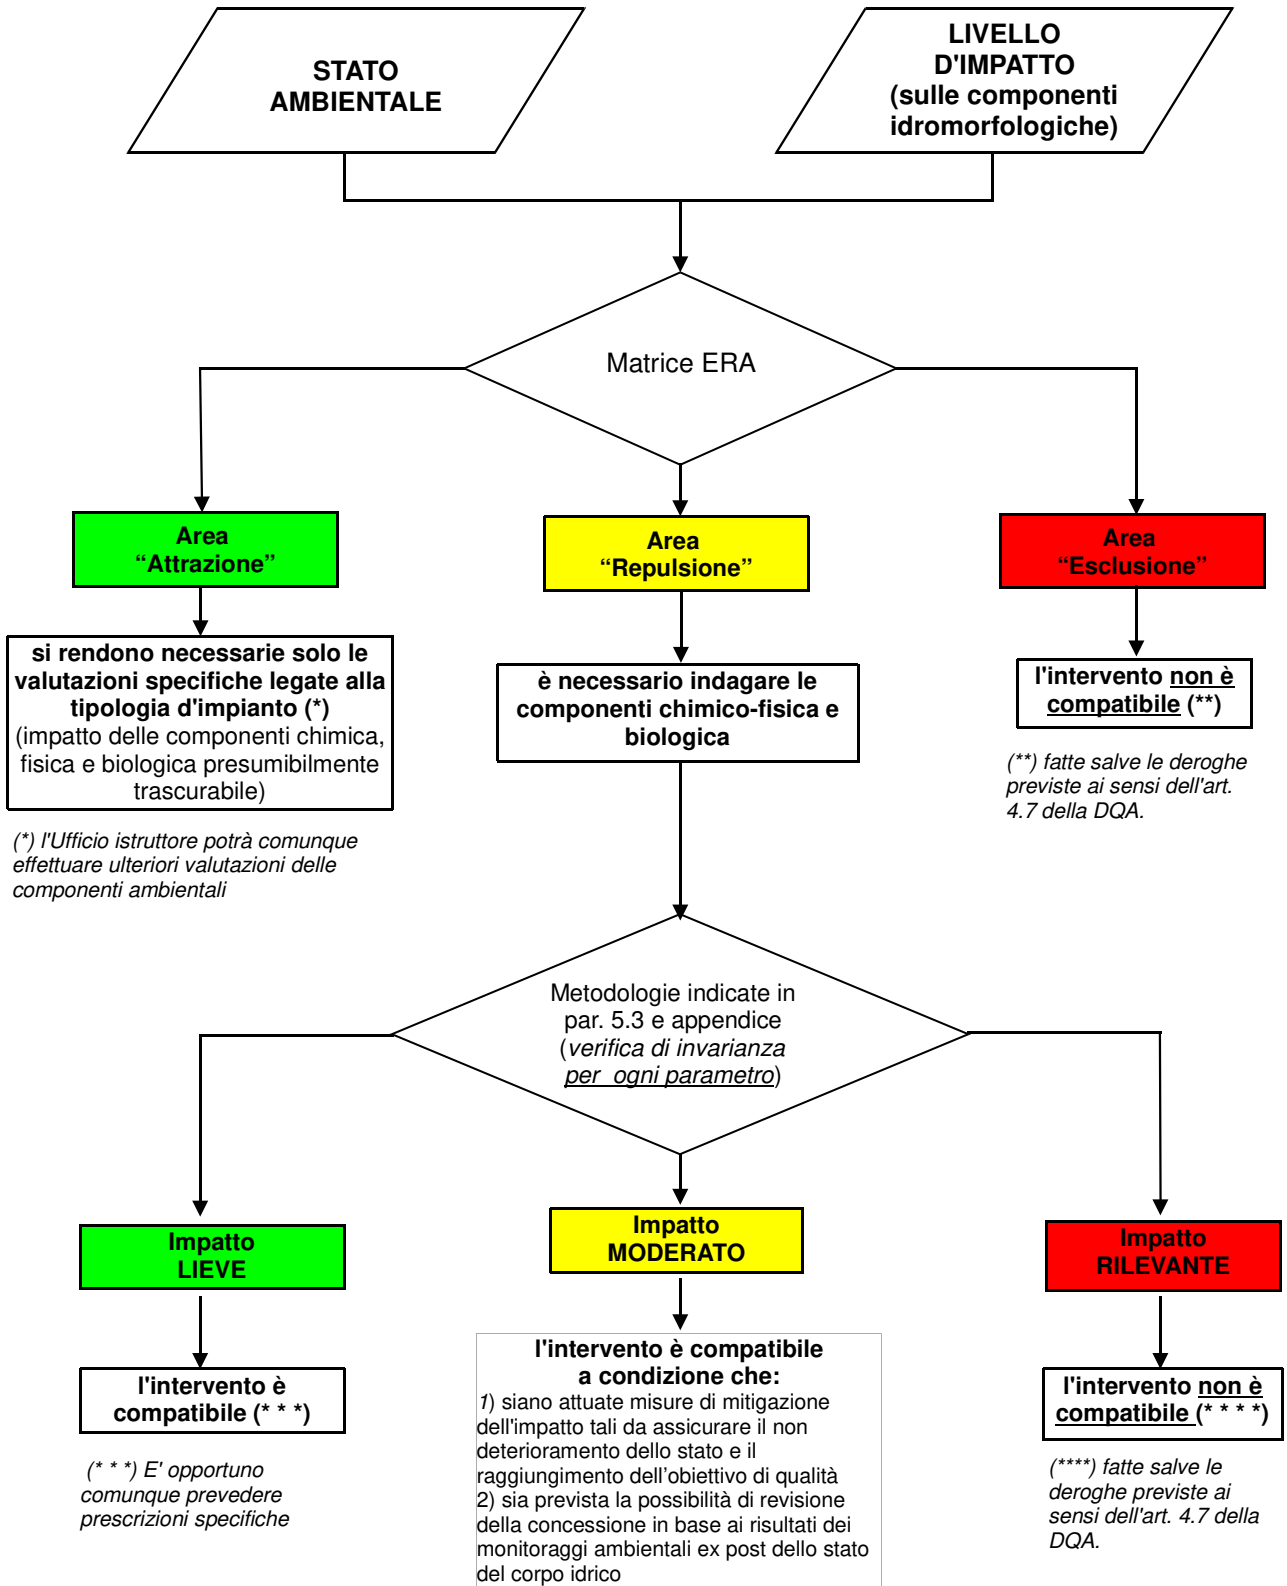 STATO
AMBIENTALE
LIVELLO
D'IMPATTO
(sulle componenti
idromorfologiche)
Matrice ERA
Area
“Attrazione”
Area
“Repulsione”
Area
“Esclusione”
si rendono necessarie solo le
valutazioni specifiche legate alla
tipologia d'impianto (*)
(impatto delle componenti chimica,
fisica e biologica presumibilmente
trascurabile)
(*) l'Ufficio istruttore potrà comunque
effettuare ulteriori valutazioni delle
componenti ambientali
è necessario indagare le
componenti chimico-fisica e
biologica
l'intervento non è
compatibile (**)
(**) fatte salve le deroghe
previste ai sensi dell'art.
4.7 della DQA.
Metodologie indicate in
par. 5.3 e appendice
(verifica di invarianza
per ogni parametro)
Impatto
LIEVE
Impatto
MODERATO
Impatto
RILEVANTE
l'intervento è
compatibile (* * *)
(* * *) E' opportuno
comunque prevedere
prescrizioni specifiche
l'intervento è compatibile
a condizione che:
1) siano attuate misure di mitigazione
dell'impatto tali da assicurare il non
deterioramento dello stato e il
raggiungimento dell’obiettivo di qualità
2) sia prevista la possibilità di revisione
della concessione in base ai risultati dei
monitoraggi ambientali ex post dello stato
del corpo idrico
l'intervento non è
compatibile (* * * *)
(****) fatte salve le
deroghe previste ai
sensi dell'art. 4.7 della
DQA.